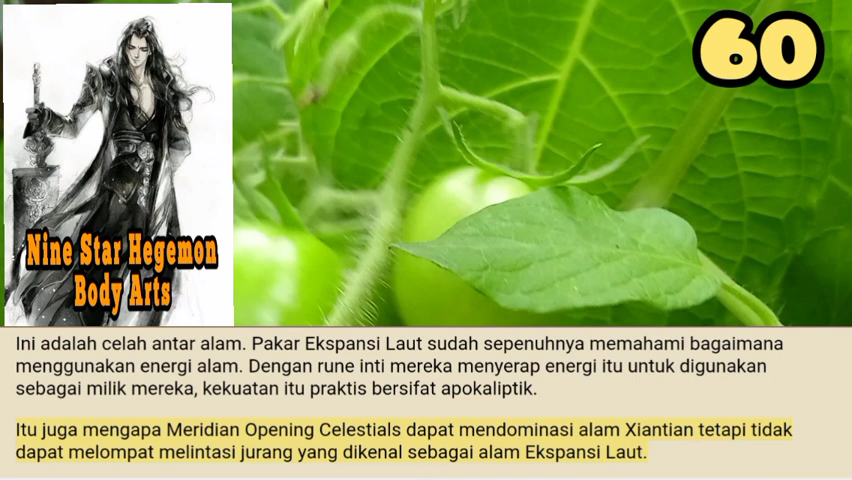 60
Nine Star Hegemon
Body Arts
Ini adalah celah antar alam. Pakar Ekspansi Laut sudah sepenuhnya memahami bagaimana
menggunakan energi alam. Dengan rune inti mereka menyerap energi itu untuk digunakan
sebagai milik mereka, kekuatan itu praktis bersifat apokaliptik.
Itu juga mengapa Meridian Opening Celestials dapat mendominasi alam Xiantian tetapi tidak
dapat melompat melintasi jurang yang dikenal sebagai alam Ekspansi Laut.